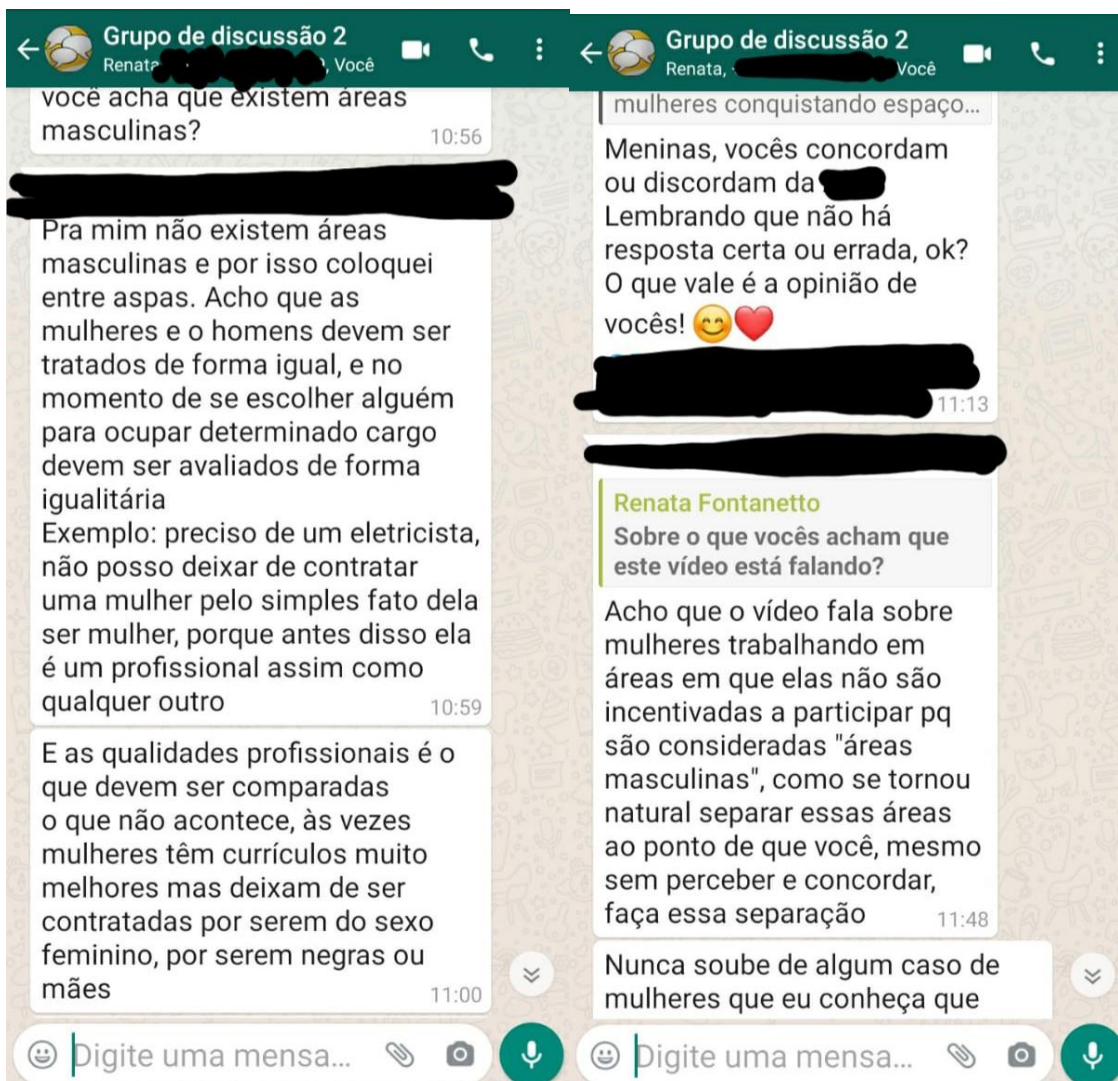 Grupo de discussão 2
Renata , Você
você acha que existem áreas
masculinas?
10:56
Pra mim não existem áreas
masculinas e por isso coloquei
entre aspas. Acho que as
mulheres e o homens devem ser
tratados de forma igual, e no
momento de se escolher alguém
para ocupar determinado cargo
devem ser avaliados de forma
igualitária
Exemplo: preciso de um eletricista,
não posso deixar de contratar
uma mulher pelo simples fato dela
ser mulher, porque antes disso ela
é um profissional assim como
qualquer outro
10:59
E as qualidades profissionais é o
que devem ser comparadas
o que não acontece, às vezes
mulheres têm currículos muito
melhores mas deixam de ser
contratadas por serem do sexo
feminino, por serem negras ou
mães
11:00
Digite uma mensa...
Grupo de discussão 2
Renata, Você
mulheres conquistando espaço...
Meninas, vocês concordam
ou discordam da
Lembrando que não há
resposta certa ou errada, ok?
O que vale é a opinião de
vocês! 😊❤️
11:13
Renata Fontanetto
Sobre o que vocês acham que
este vídeo está falando?
Acho que o vídeo fala sobre
mulheres trabalhando em
áreas em que elas não são
incentivadas a participar pq
são consideradas "áreas
masculinas", como se tornou
natural separar essas áreas
ao ponto de que você, mesmo
sem perceber e concordar,
faça essa separação
11:48
Nunca soube de algum caso de
mulheres que eu conheça que
Digite uma mensa...